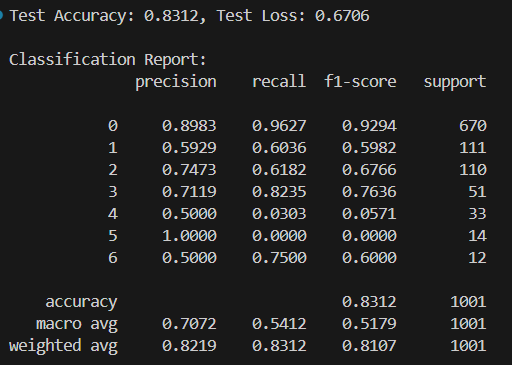 Test Accuracy: 0.8312, Test Loss: 0.6706
Classification Report:
precision recall f1-score support
0 0.8983 0.9627 0.9294 670
1 0.5929 0.6036 0.5982 111
2 0.7473 0.6182 0.6766 110
3 0.7119 0.8235 0.7636 51
4 0.5000 0.0303 0.0571 33
5 1.0000 0.0000 0.0000 14
6 0.5000 0.7500 0.6000 12
accuracy 0.8312 1001
macro avg 0.7072 0.5412 0.5179 1001
weighted avg 0.8219 0.8312 0.8107 1001